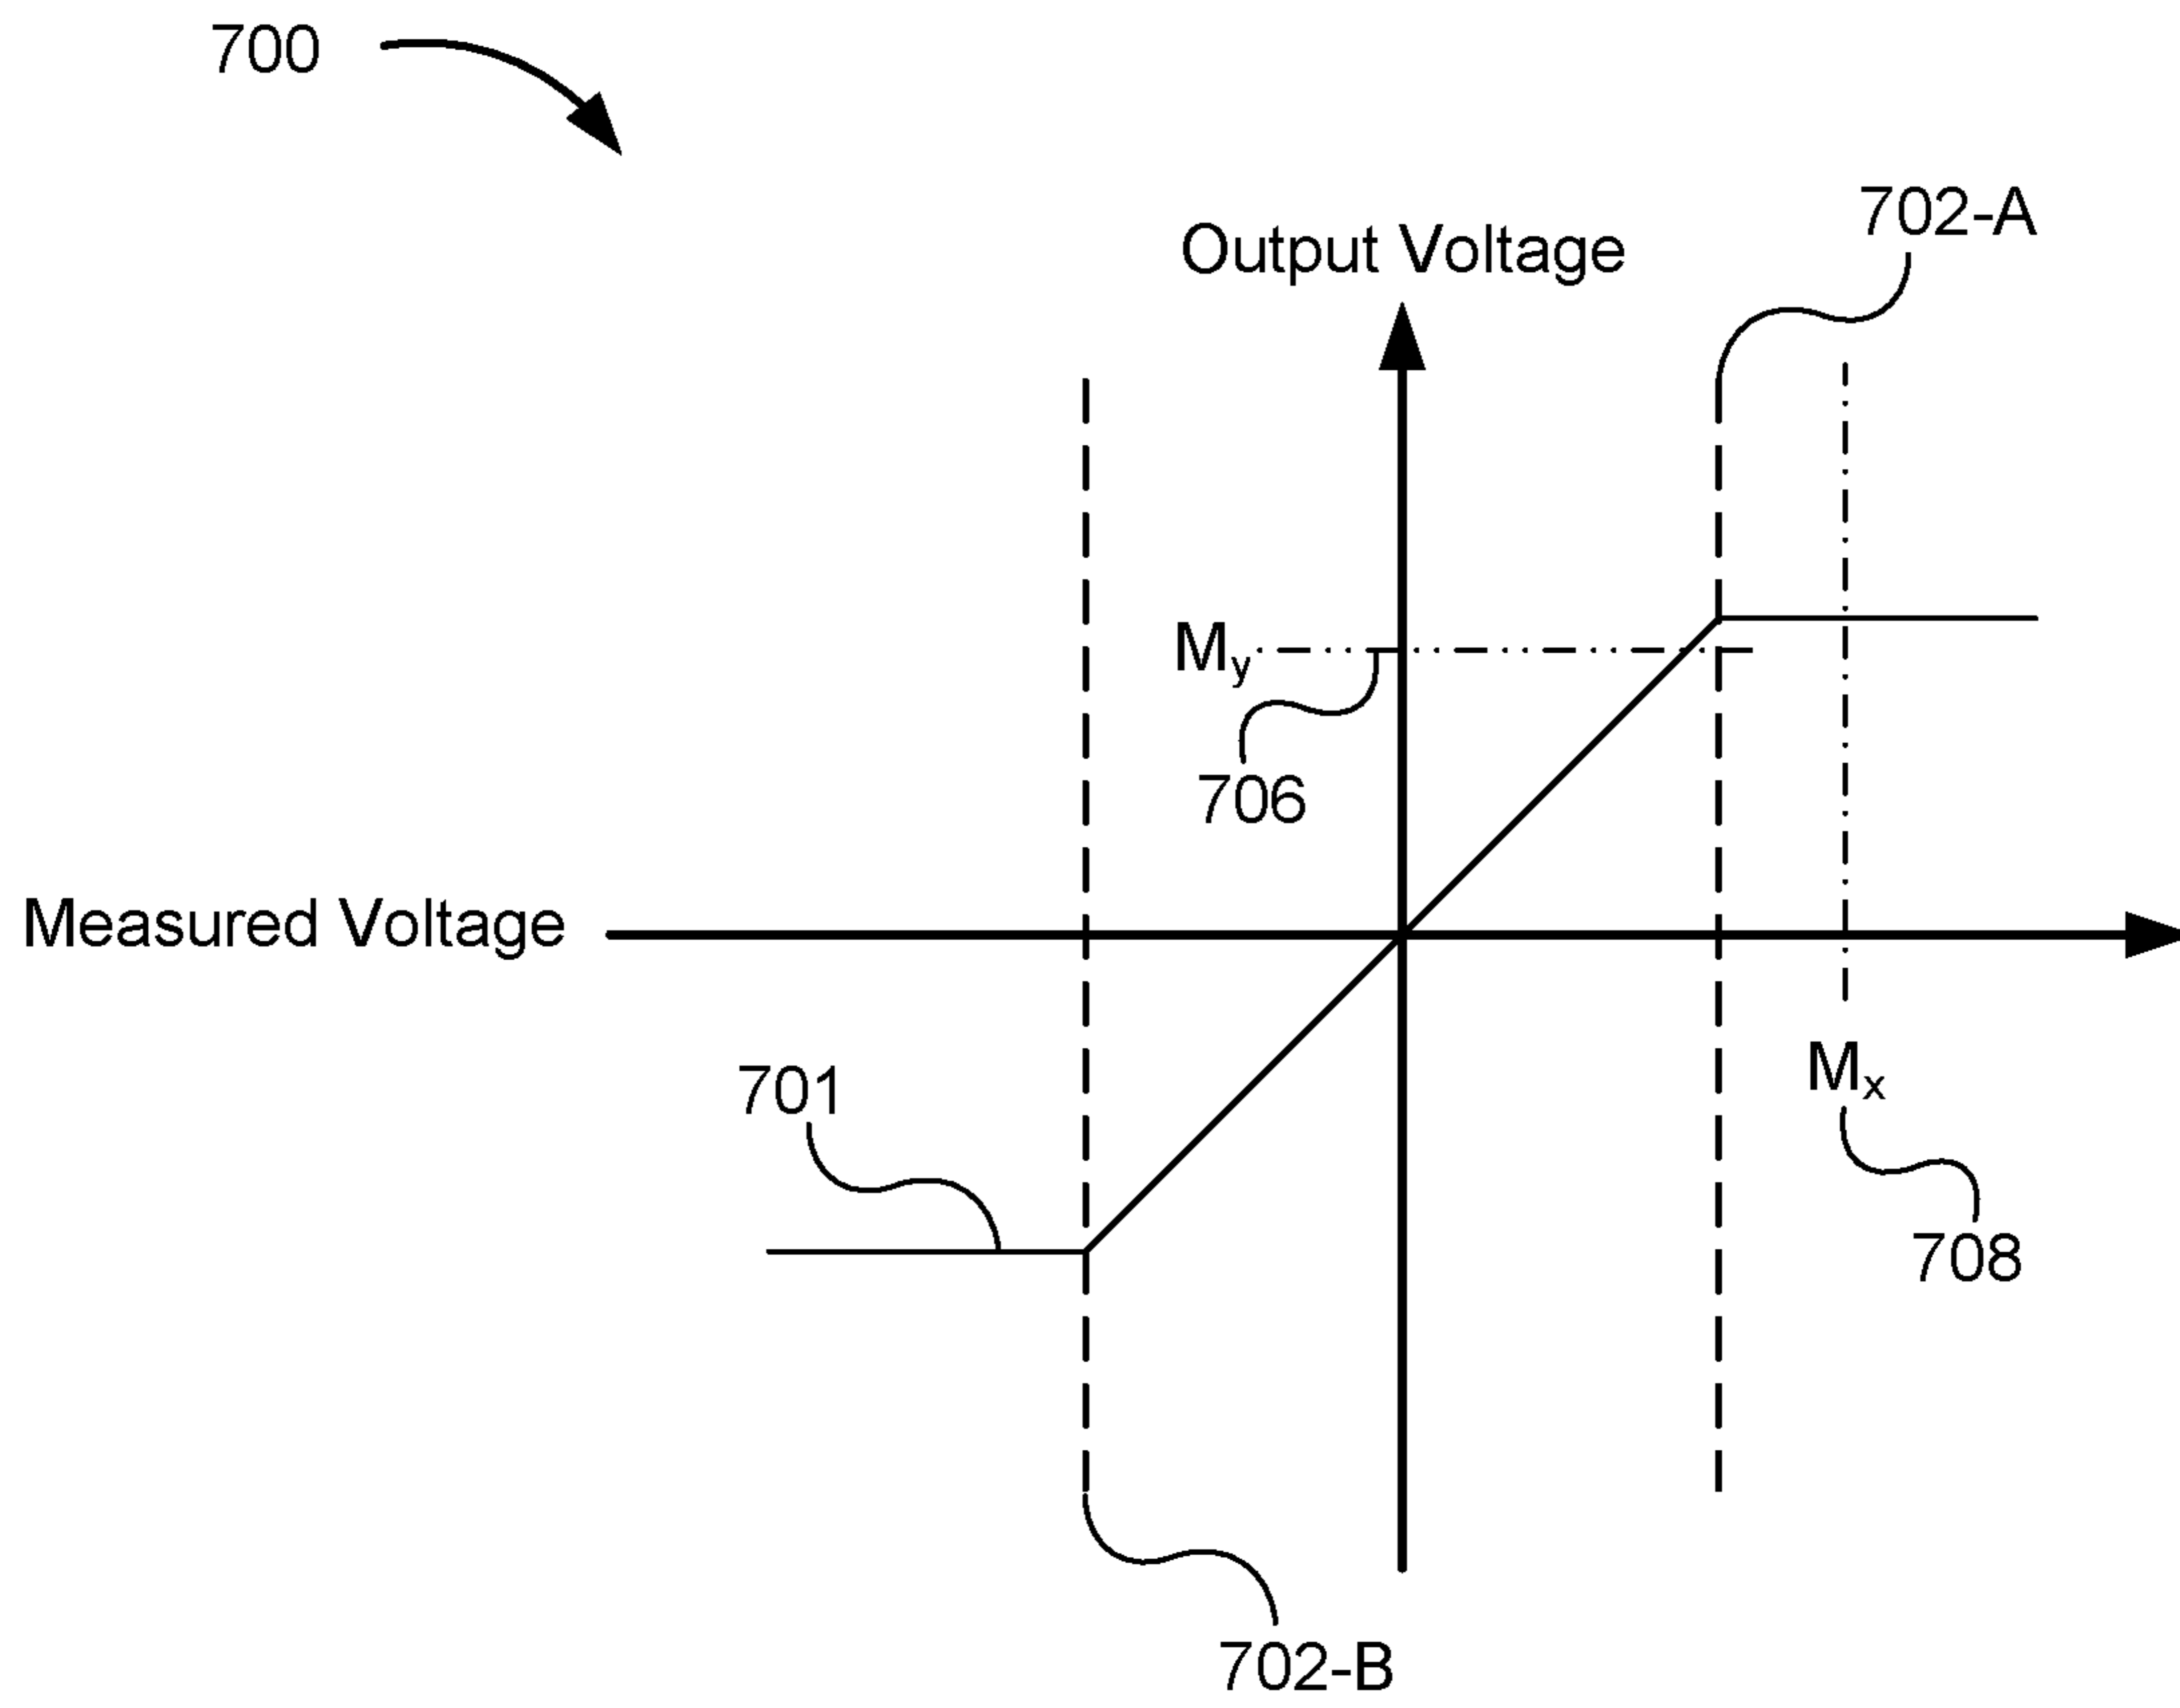 700
702-A
Output Voltage
My
706
Measured Voltage
701
Mx
708
702-B